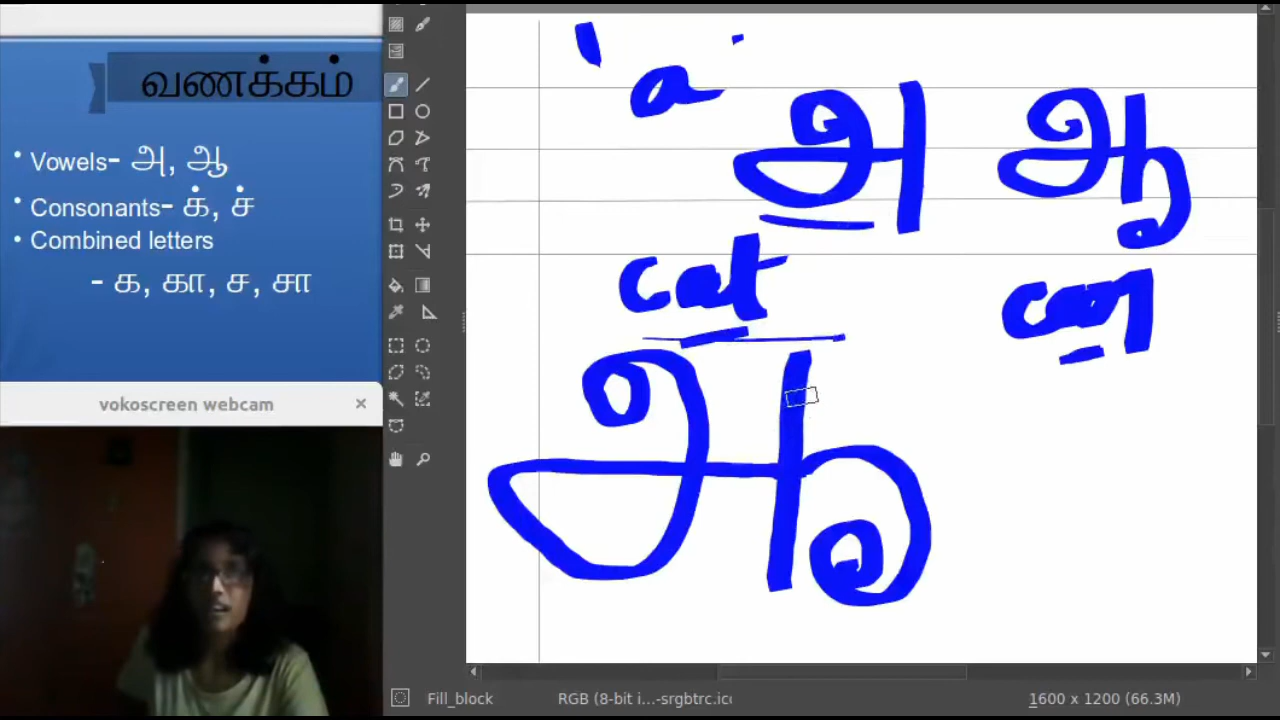 வணக்கம்
• Vowels- அ, ஆ
• Consonants- க், ச்
• Combined letters
- க, கா, ச, சா
vokoscreen webcam ×
'a'
அ ஆ
cat car
ஆ
Fill_block RGB (8-bit i…-srgbtrc.icc 1600 x 1200 (66.3M)